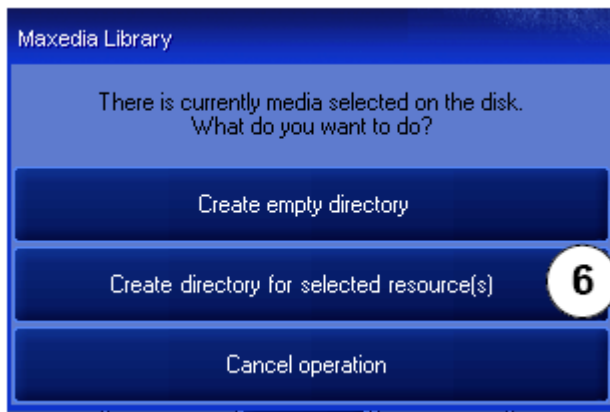 Maxedia Library
There is currently media selected on the disk.
What do you want to do?
Create empty directory
Create directory for selected resource(s)
6
Cancel operation